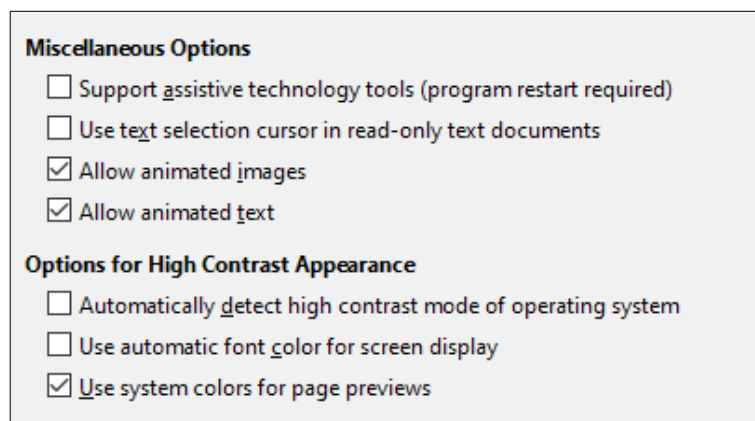 Miscellaneous Options
Support assistive technology tools (program restart required)
Use text selection cursor in read-only text documents
Allow animated images
Allow animated text
Options for High Contrast Appearance
Automatically detect high contrast mode of operating system
Use automatic font color for screen display
Use system colors for page previews